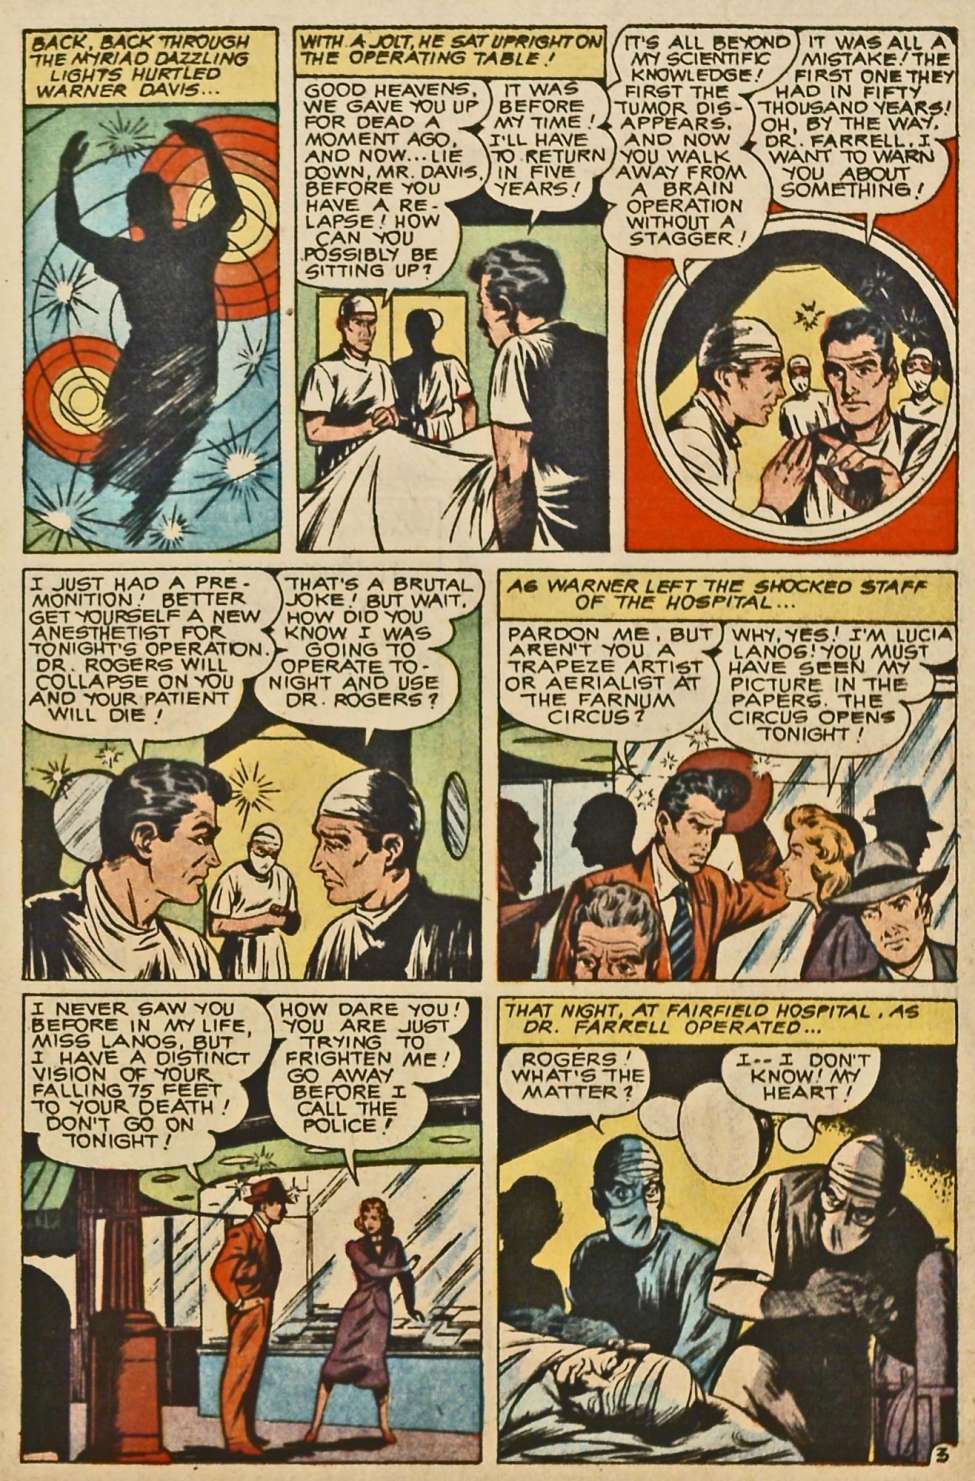 BACK, BACK THROUGH
THE MYRIAD DAZZLING
LIGHTS HURTLED
WARNER DAVIS...
WITH A JOLT, HE SAT UPRIGHT ON
THE OPERATING TABLE!
GOOD HEAVENS,
WE GAVE YOU UP
FOR DEAD A
MOMENT AGO,
AND NOW... LIE
DOWN, MR. DAVIS,
BEFORE YOU
HAVE A RE-
LAPSE! HOW
CAN YOU
POSSIBLY BE
SITTING UP?
IT WAS
BEFORE
MY TIME!
I'LL HAVE
TO RETURN
IN FIVE
YEARS!
IT'S ALL BEYOND
MY SCIENTIFIC
KNOWLEDGE!
FIRST THE
TUMOR DIS-
APPEARS,
AND NOW
YOU WALK
AWAY FROM
A BRAIN
OPERATION
WITHOUT A
STAGGER!
IT WAS ALL A
MISTAKE! THE
FIRST ONE THEY
HAD IN FIFTY
THOUSAND YEARS!
OH, BY THE WAY,
DR. FARRELL, I
WANT TO WARN
YOU ABOUT
SOMETHING!
I JUST HAD A PRE-
MONITION! BETTER
GET YOURSELF A NEW
ANESTHETIST FOR
TONIGHT'S OPERATION.
DR. ROGERS WILL
COLLAPSE ON YOU
AND YOUR PATIENT
WILL DIE!
THAT'S A BRUTAL
JOKE! BUT WAIT,
HOW DID YOU
KNOW I WAS
GOING TO
OPERATE TO-
NIGHT AND USE
DR. ROGERS?
AS WARNER LEFT THE SHOCKED STAFF
OF THE HOSPITAL...
PARDON ME, BUT
AREN'T YOU A
TRAPEZE ARTIST
OR AERIALIST AT
THE FARNUM
CIRCUS?
WHY, YES! I'M LUCIA
LANOS! YOU MUST
HAVE SEEN MY
PICTURE IN THE
PAPERS. THE
CIRCUS OPENS
TONIGHT!
I NEVER SAW YOU
BEFORE IN MY LIFE,
MISS LANOS, BUT
I HAVE A DISTINCT
VISION OF YOUR
FALLING 75 FEET
TO YOUR DEATH!
DON'T GO ON
TONIGHT!
HOW DARE YOU!
YOU ARE JUST
TRYING TO
FRIGHTEN ME!
GO AWAY
BEFORE I
CALL THE
POLICE!
THAT NIGHT, AT FAIRFIELD HOSPITAL, AS
DR. FARRELL OPERATED...
ROGERS!
WHAT'S THE
MATTER?
I-- I DON'T
KNOW! MY
HEART!
3